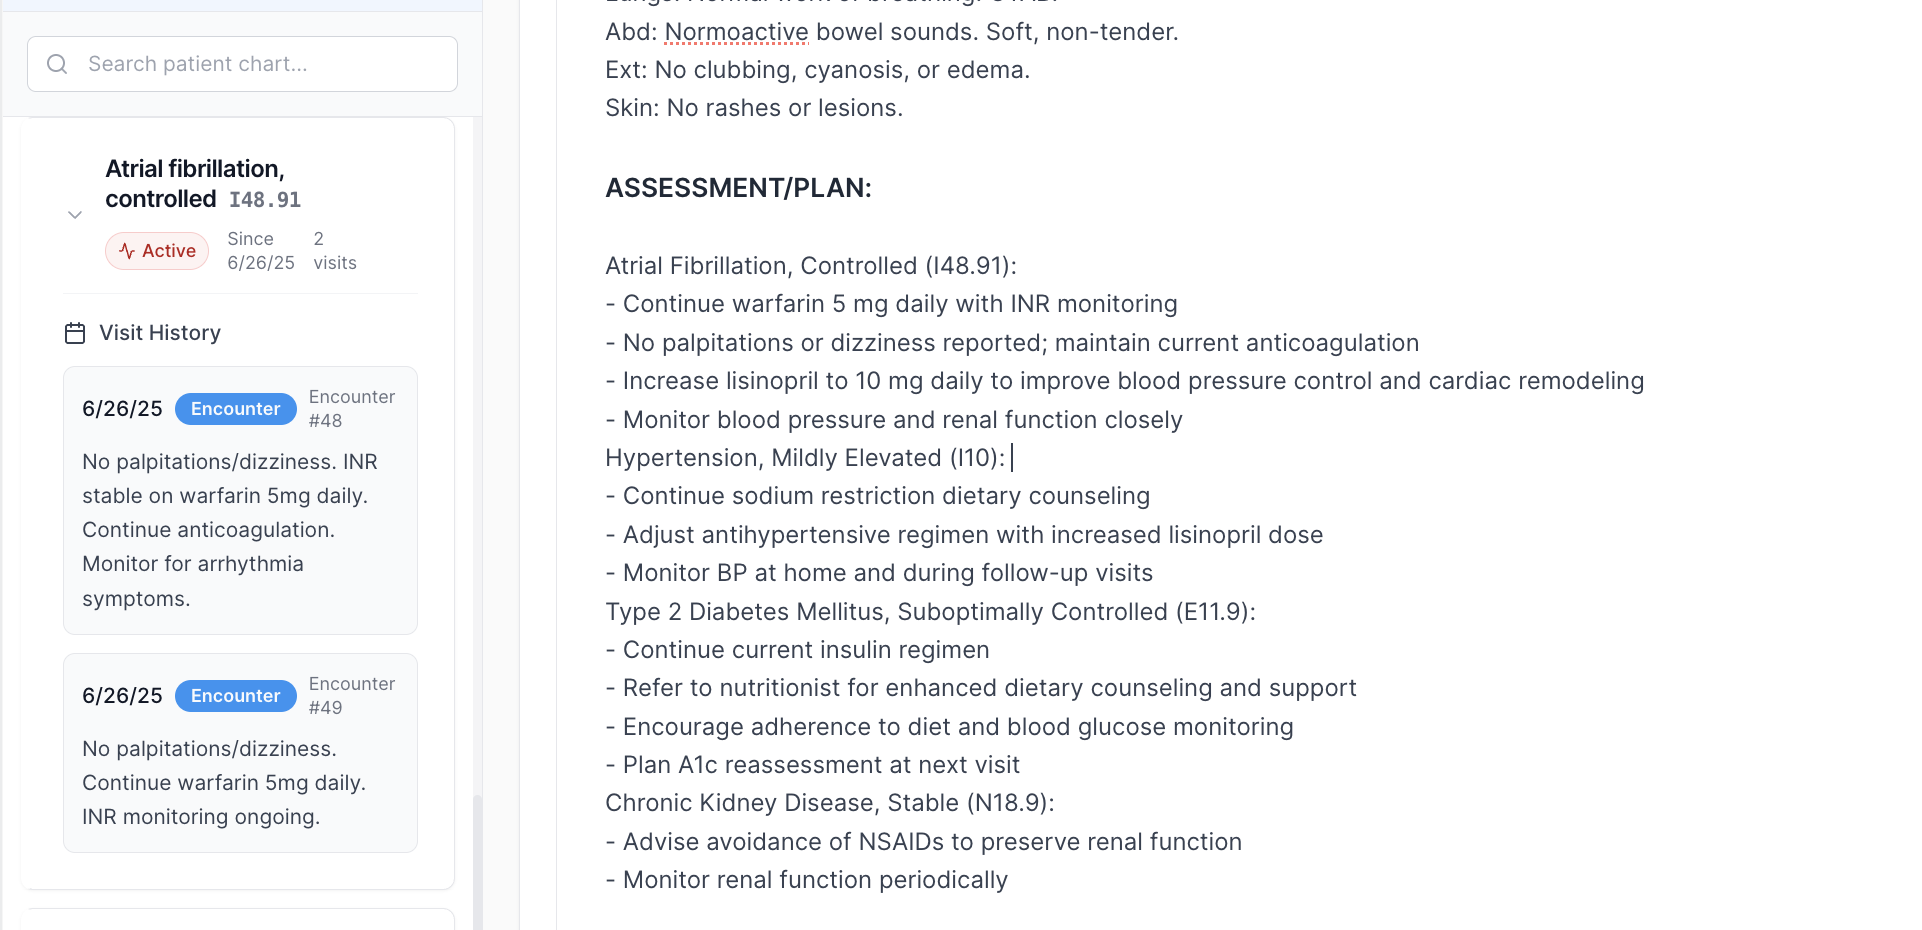 Search patient chart...
Atrial fibrillation,
controlled I48.91
Active
Since
6/26/25
2
visits
Visit History
6/26/25 Encounter
Encounter
#48
No palpitations/dizziness. INR
stable on warfarin 5mg daily.
Continue anticoagulation.
Monitor for arrhythmia
symptoms.
6/26/25 Encounter
Encounter
#49
No palpitations/dizziness.
Continue warfarin 5mg daily.
INR monitoring ongoing.
Abd: Normoactive bowel sounds. Soft, non-tender.
Ext: No clubbing, cyanosis, or edema.
Skin: No rashes or lesions.
ASSESSMENT/PLAN:
Atrial Fibrillation, Controlled (I48.91):
- Continue warfarin 5 mg daily with INR monitoring
- No palpitations or dizziness reported; maintain current anticoagulation
- Increase lisinopril to 10 mg daily to improve blood pressure control and cardiac remodeling
- Monitor blood pressure and renal function closely
Hypertension, Mildly Elevated (I10):
- Continue sodium restriction dietary counseling
- Adjust antihypertensive regimen with increased lisinopril dose
- Monitor BP at home and during follow-up visits
Type 2 Diabetes Mellitus, Suboptimally Controlled (E11.9):
- Continue current insulin regimen
- Refer to nutritionist for enhanced dietary counseling and support
- Encourage adherence to diet and blood glucose monitoring
- Plan A1c reassessment at next visit
Chronic Kidney Disease, Stable (N18.9):
- Advise avoidance of NSAIDs to preserve renal function
- Monitor renal function periodically